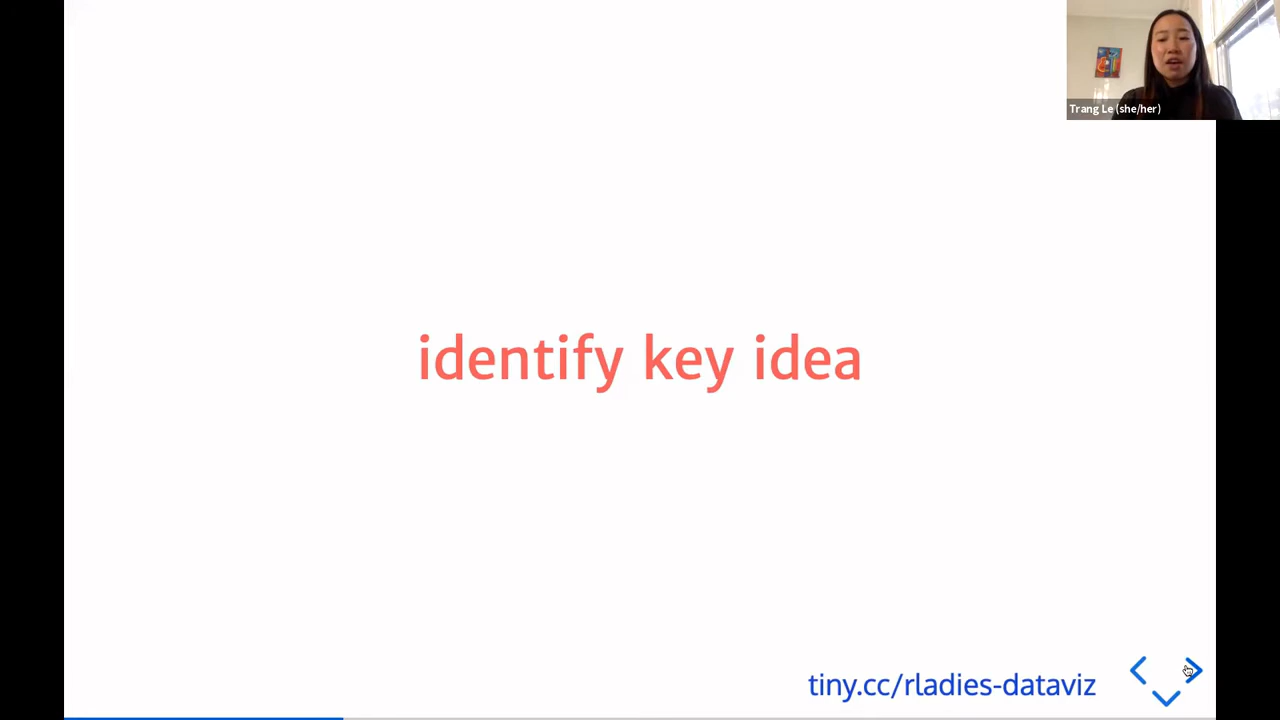 Trang Le (she/her)
identify key idea
tiny.cc/rladies-dataviz